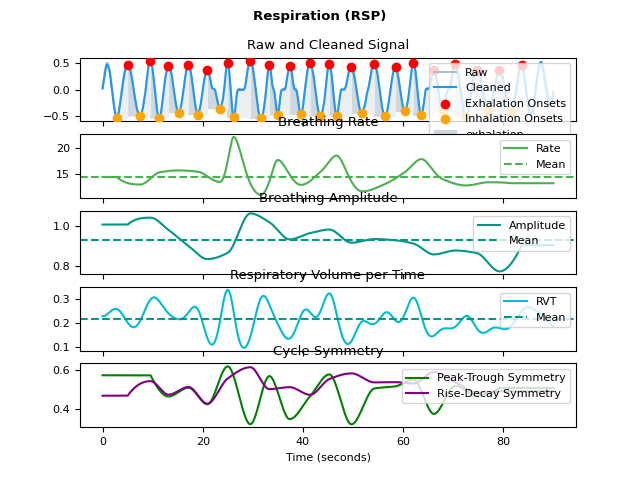 Respiration (RSP)
Raw and Cleaned Signal
0.5
0.0
−0.5
Raw
Cleaned
Exhalation Onsets
Inhalation Onsets
exhalation
Breathing Rate
20
15
Rate
Mean
Breathing Amplitude
1.0
0.8
Amplitude
Mean
Respiratory Volume per Time
0.3
0.2
0.1
RVT
Mean
Cycle Symmetry
0.6
0.4
Peak-Trough Symmetry
Rise-Decay Symmetry
0 20 40 60 80
Time (seconds)